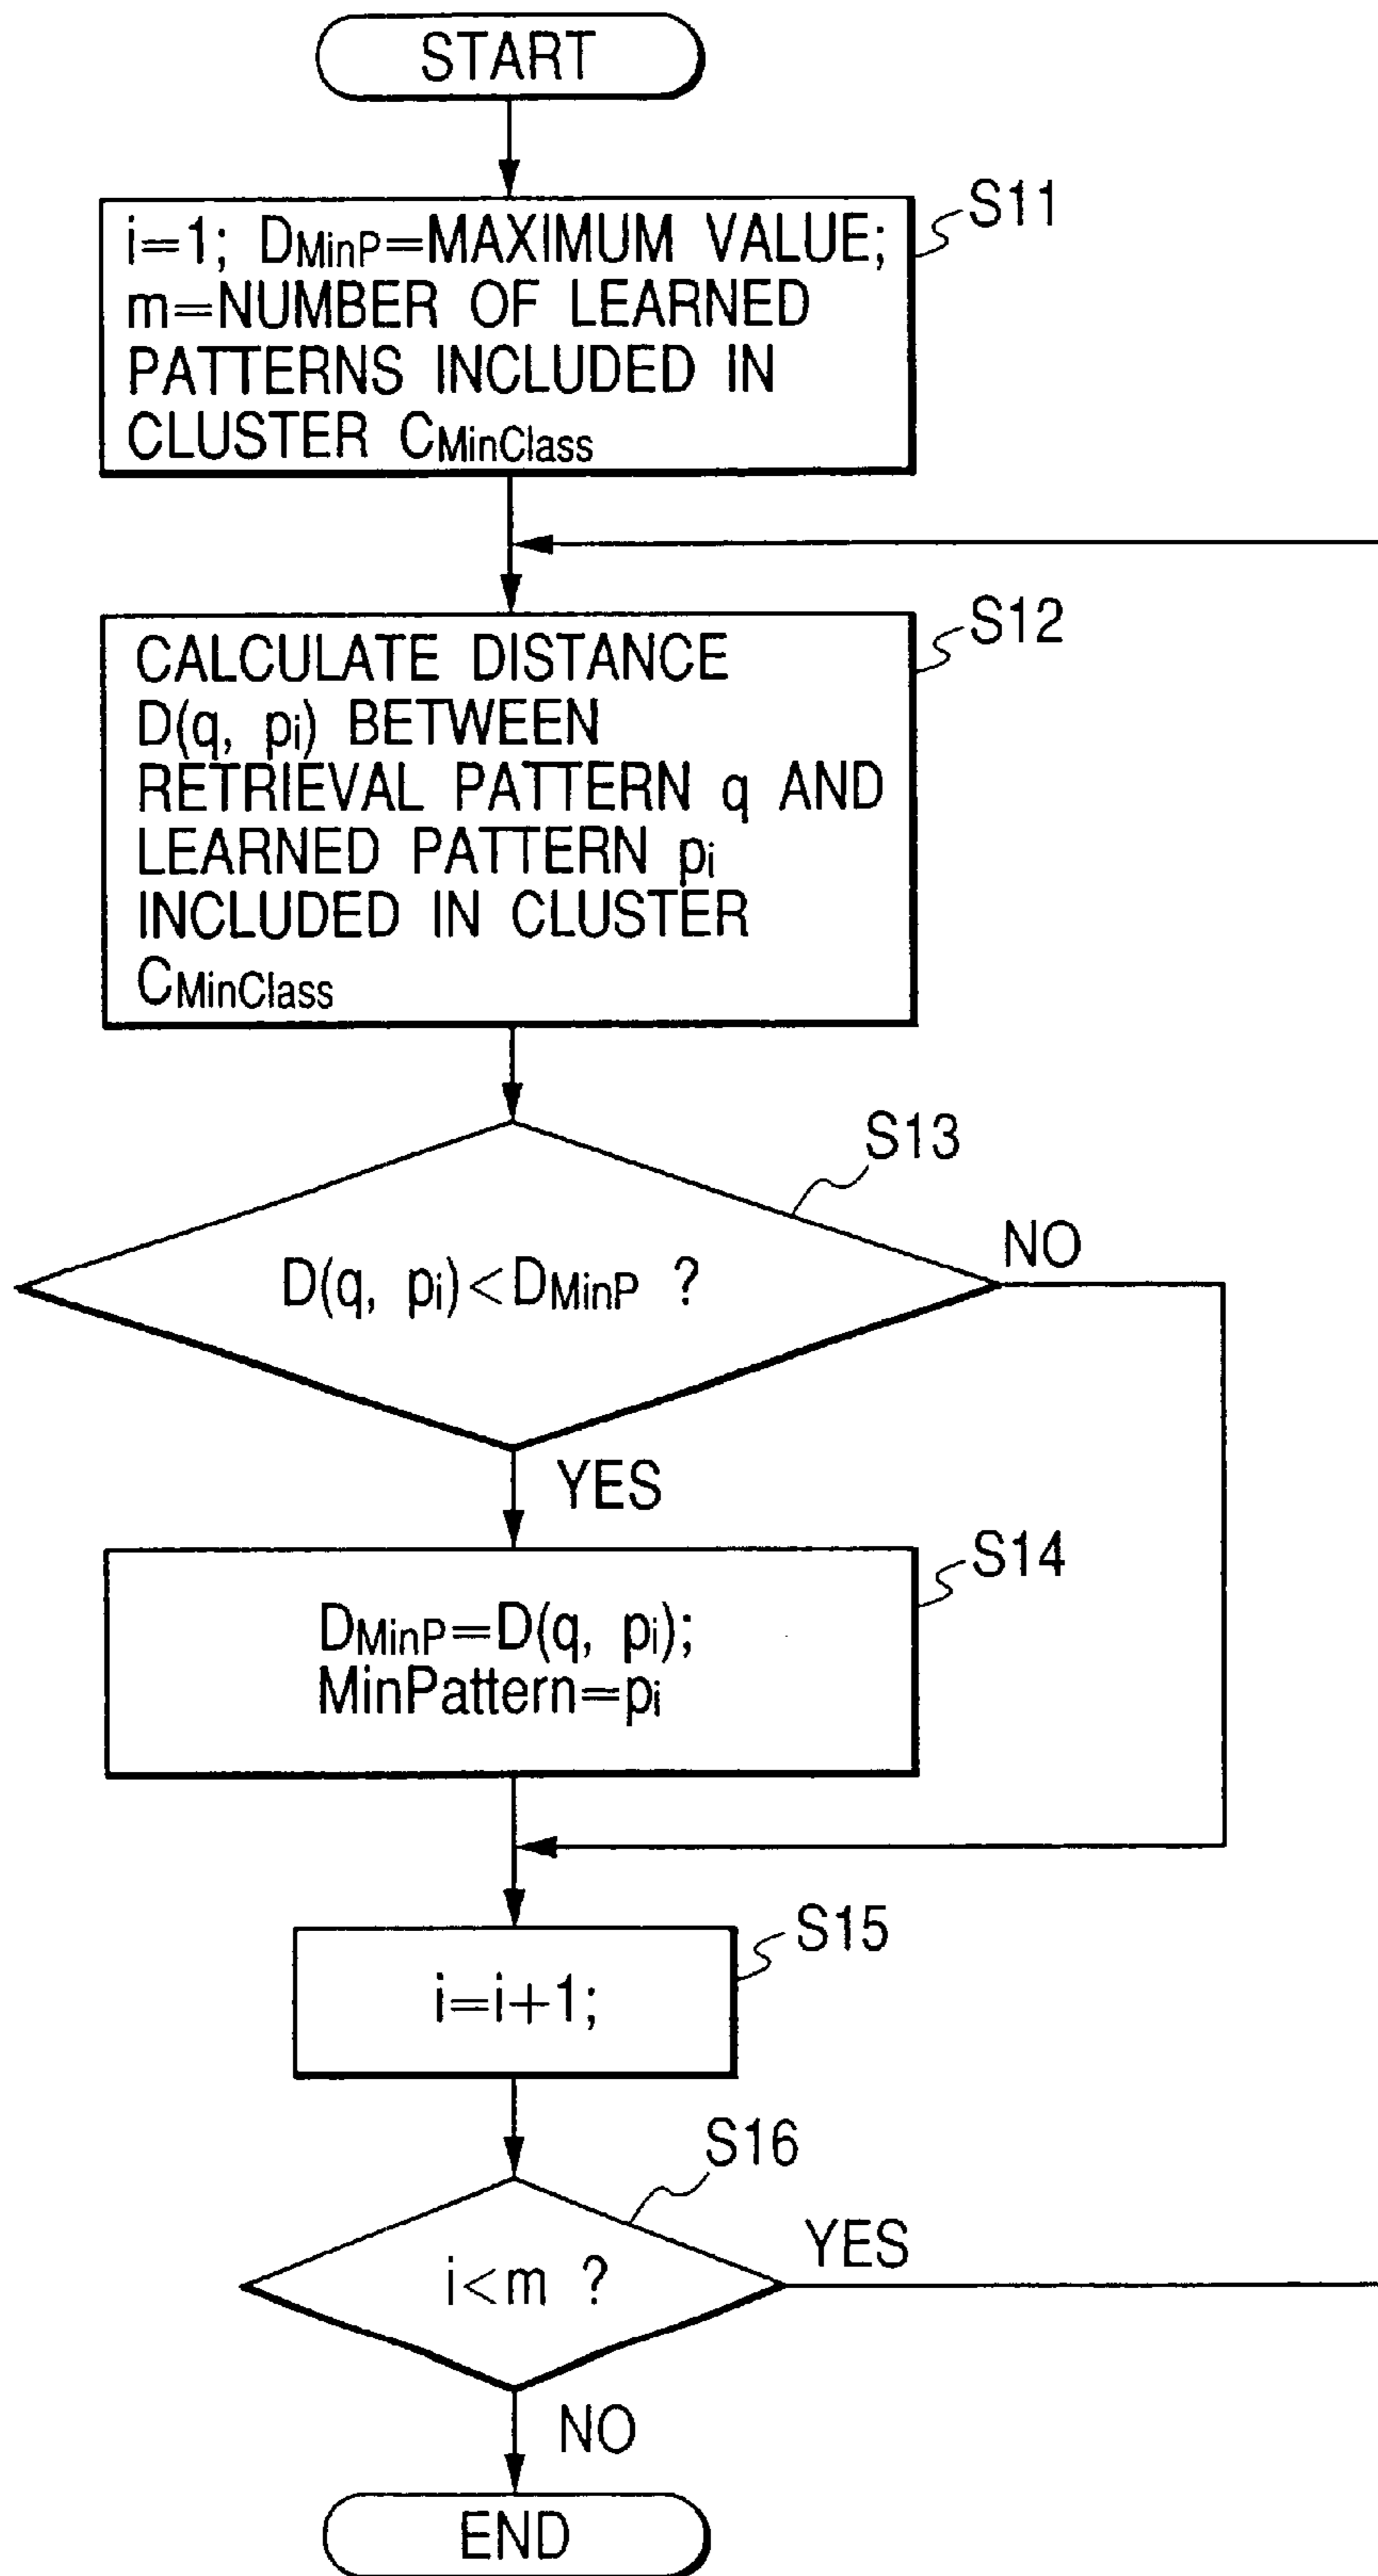 START
S11
i=1; DMinP=MAXIMUM VALUE;
m=NUMBER OF LEARNED
PATTERNS INCLUDED IN
CLUSTER CMinClass
S12
CALCULATE DISTANCE
D(q, pi) BETWEEN
RETRIEVAL PATTERN q AND
LEARNED PATTERN pi
INCLUDED IN CLUSTER
CMinClass
S13
D(q, pi)<DMinP ?
NO
YES
S14
DMinP=D(q, pi);
MinPattern=pi
S15
i=i+1;
S16
i<m ?
YES
NO
END